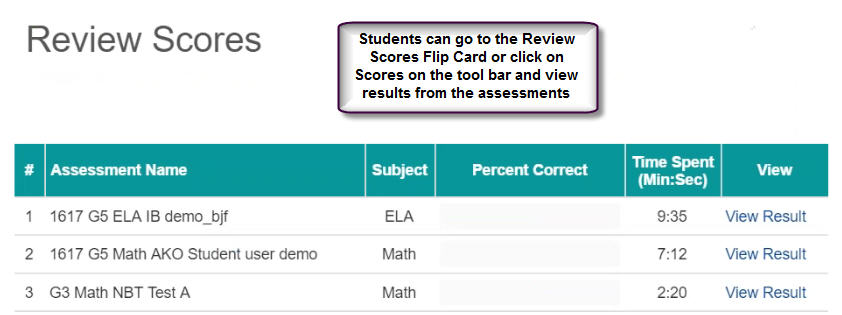 Review Scores
Students can go to the Review
Scores Flip Card or click on
Scores on the tool bar and view
results from the assessments
# Assessment Name Subject Percent Correct Time Spent (Min:Sec) View
1 1617 G5 ELA IB demo_bjf ELA 9:35 View Result
2 1617 G5 Math AKO Student user demo Math 7:12 View Result
3 G3 Math NBT Test A Math 2:20 View Result